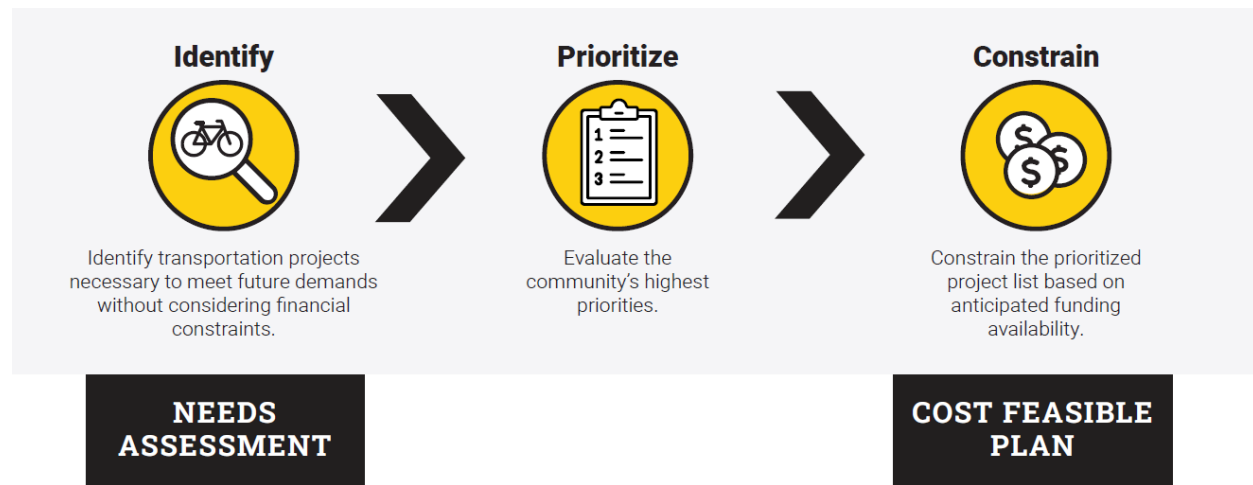 Identify
Identify transportation projects
necessary to meet future demands
without considering financial
constraints.
Prioritize
1
2
3
Evaluate the
community's highest
priorities.
Constrain
$
$
$
Constrain the prioritized
project list based on
anticipated funding
availability.
NEEDS
ASSESSMENT
COST FEASIBLE
PLAN